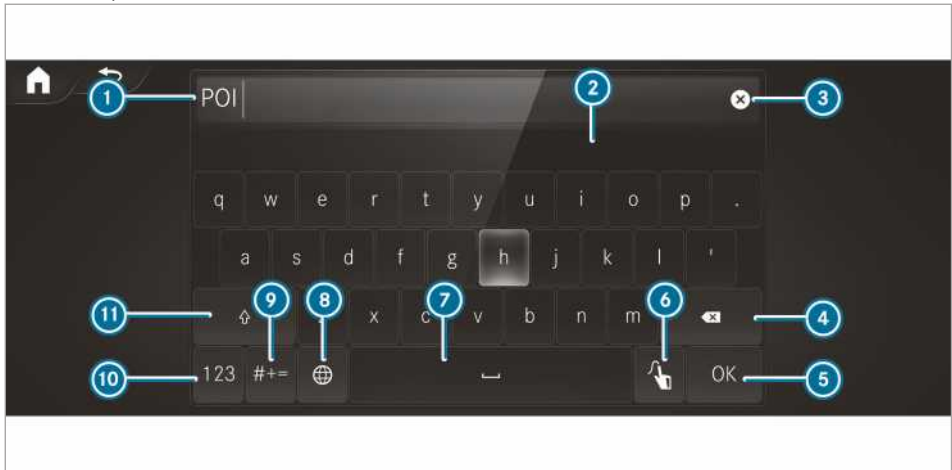 1 POI 2 3
q w e r t y u i o p .
a s d f g h j k l '
11 9 8 x c 7 v b n m 6 4
10 123 #+= OK 5